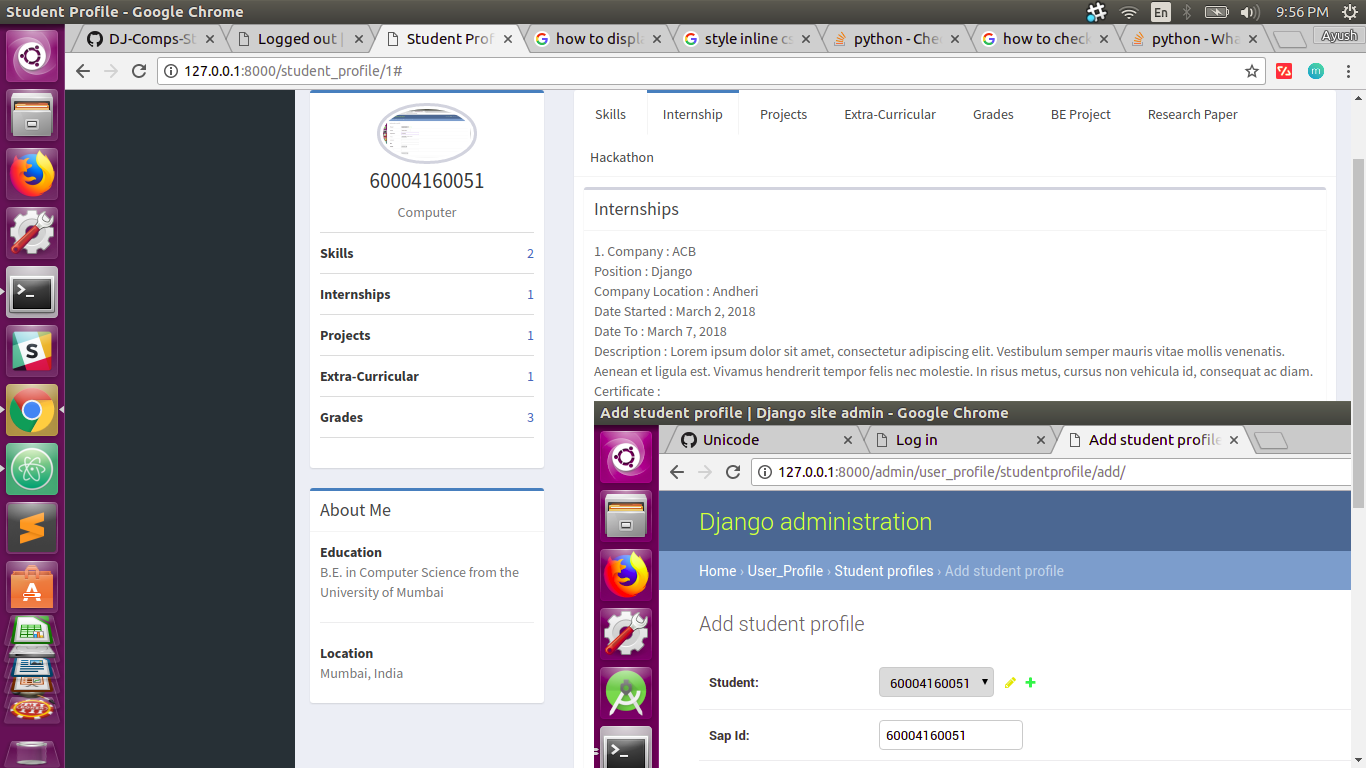 Student Profile - Google Chrome
En
9:56 PM
DJ-Comps-St
Logged out |
Student Prof
how to displ
style inline cs
python - Che
how to check
python - Wha
Ayush
127.0.0.1:8000/student_profile/1#
60004160051
Computer
Skills 2
Internships 1
Projects 1
Extra-Curricular 1
Grades 3
About Me
Education
B.E. in Computer Science from the
University of Mumbai
Location
Mumbai, India
Skills Internship Projects Extra-Curricular Grades BE Project Research Paper
Hackathon
Internships
1. Company : ACB
Position : Django
Company Location : Andheri
Date Started : March 2, 2018
Date To : March 7, 2018
Description : Lorem ipsum dolor sit amet, consectetur adipiscing elit. Vestibulum semper mauris vitae mollis venenatis.
Aenean et ligula est. Vivamus hendrerit tempor felis nec molestie. In risus metus, cursus non vehicula id, consequat ac diam.
Certificate :
Add student profile | Django site admin - Google Chrome
Unicode
Log in
Add student profile
127.0.0.1:8000/admin/user_profile/studentprofile/add/
Django administration
Home › User_Profile › Student profiles › Add student profile
Add student profile
Student: 60004160051
Sap Id: 60004160051